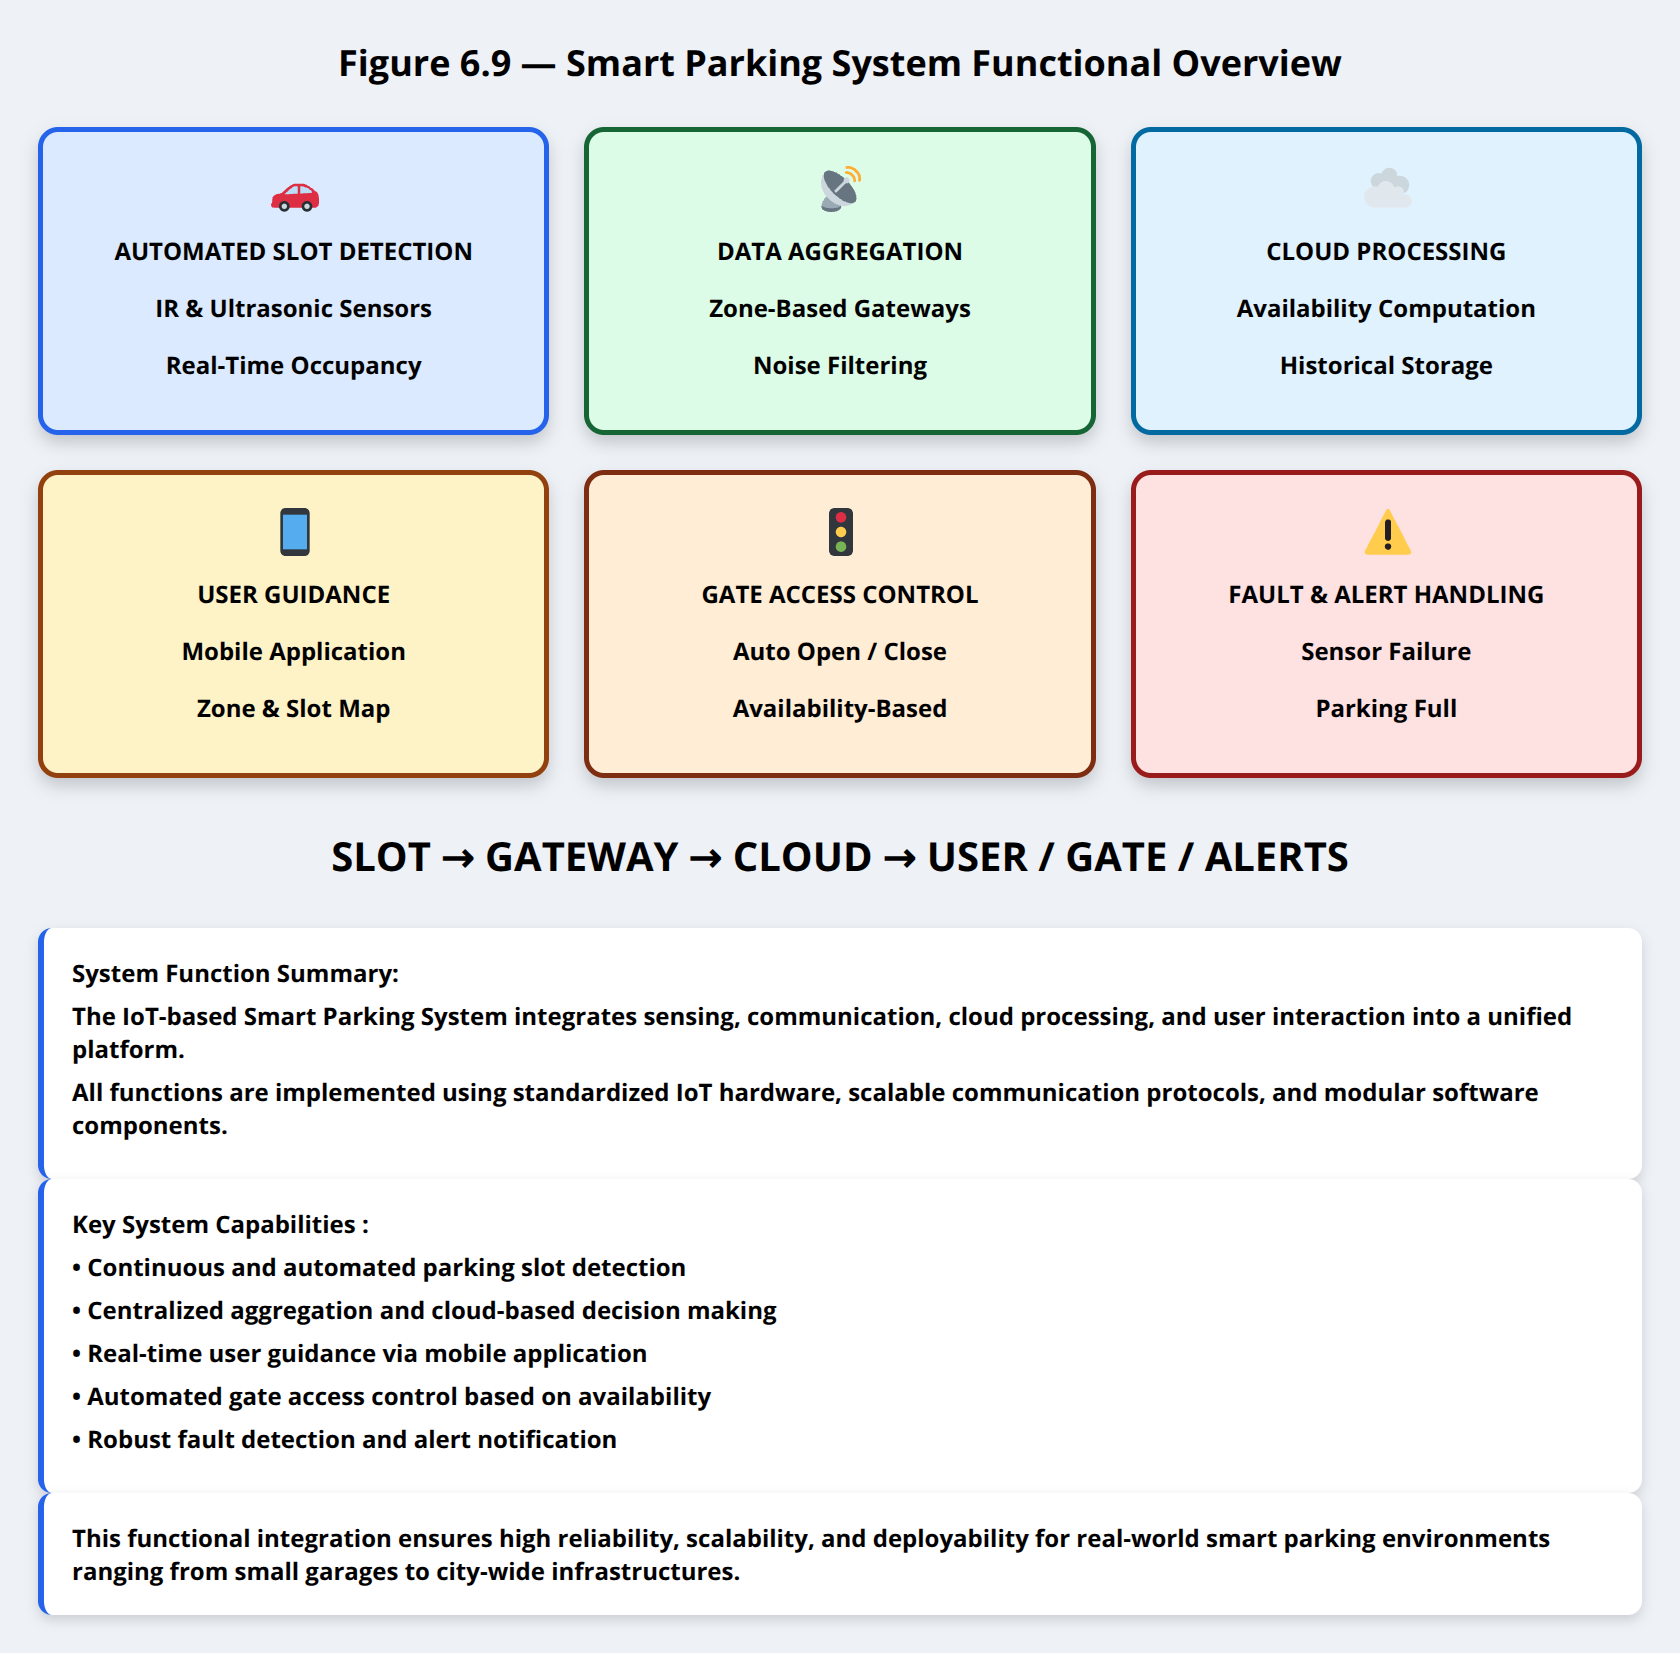 Figure 6.9 — Smart Parking System Functional Overview
AUTOMATED SLOT DETECTION
IR & Ultrasonic Sensors
Real-Time Occupancy
DATA AGGREGATION
Zone-Based Gateways
Noise Filtering
CLOUD PROCESSING
Availability Computation
Historical Storage
USER GUIDANCE
Mobile Application
Zone & Slot Map
GATE ACCESS CONTROL
Auto Open / Close
Availability-Based
FAULT & ALERT HANDLING
Sensor Failure
Parking Full
SLOT → GATEWAY → CLOUD → USER / GATE / ALERTS
System Function Summary:
The IoT-based Smart Parking System integrates sensing, communication, cloud processing, and user interaction into a unified
platform.
All functions are implemented using standardized IoT hardware, scalable communication protocols, and modular software
components.
Key System Capabilities :
• Continuous and automated parking slot detection
• Centralized aggregation and cloud-based decision making
• Real-time user guidance via mobile application
• Automated gate access control based on availability
• Robust fault detection and alert notification
This functional integration ensures high reliability, scalability, and deployability for real-world smart parking environments
ranging from small garages to city-wide infrastructures.